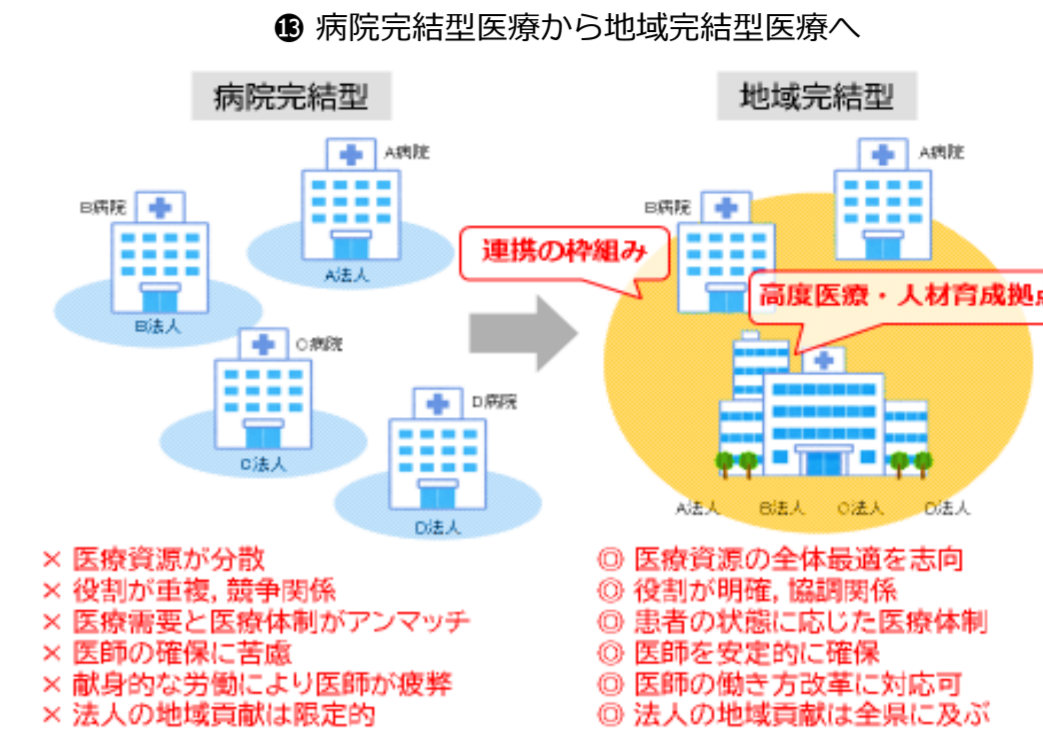 ⓭ 病院完結型医療から地域完結型医療へ
病院完結型
A病院
B病院
A法人
B法人
C病院
D病院
C法人
D法人
× 医療資源が分散
× 役割が重複, 競争関係
× 医療需要と医療体制がアンマッチ
× 医師の確保に苦慮
× 献身的な労働により医師が疲弊
× 法人の地域貢献は限定的
地域完結型
A病院
B病院
連携の枠組み
高度医療・人材育成拠点
A法人 B法人 C法人 D法人
◎ 医療資源の全体最適を志向
◎ 役割が明確, 協調関係
◎ 患者の状態に応じた医療体制
◎ 医師を安定的に確保
◎ 医師の働き方改革に対応可
◎ 法人の地域貢献は全県に及ぶ